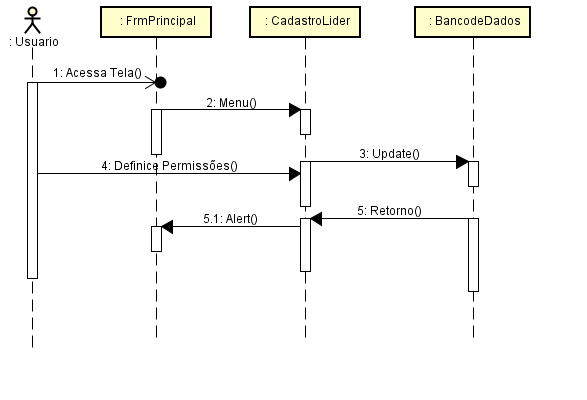 : Usuario
: FrmPrincipal
: CadastroLider
: BancodeDados
1: Acessa Tela()
2: Menu()
3: Update()
4: Definice Permissões()
5: Retorno()
5.1: Alert()